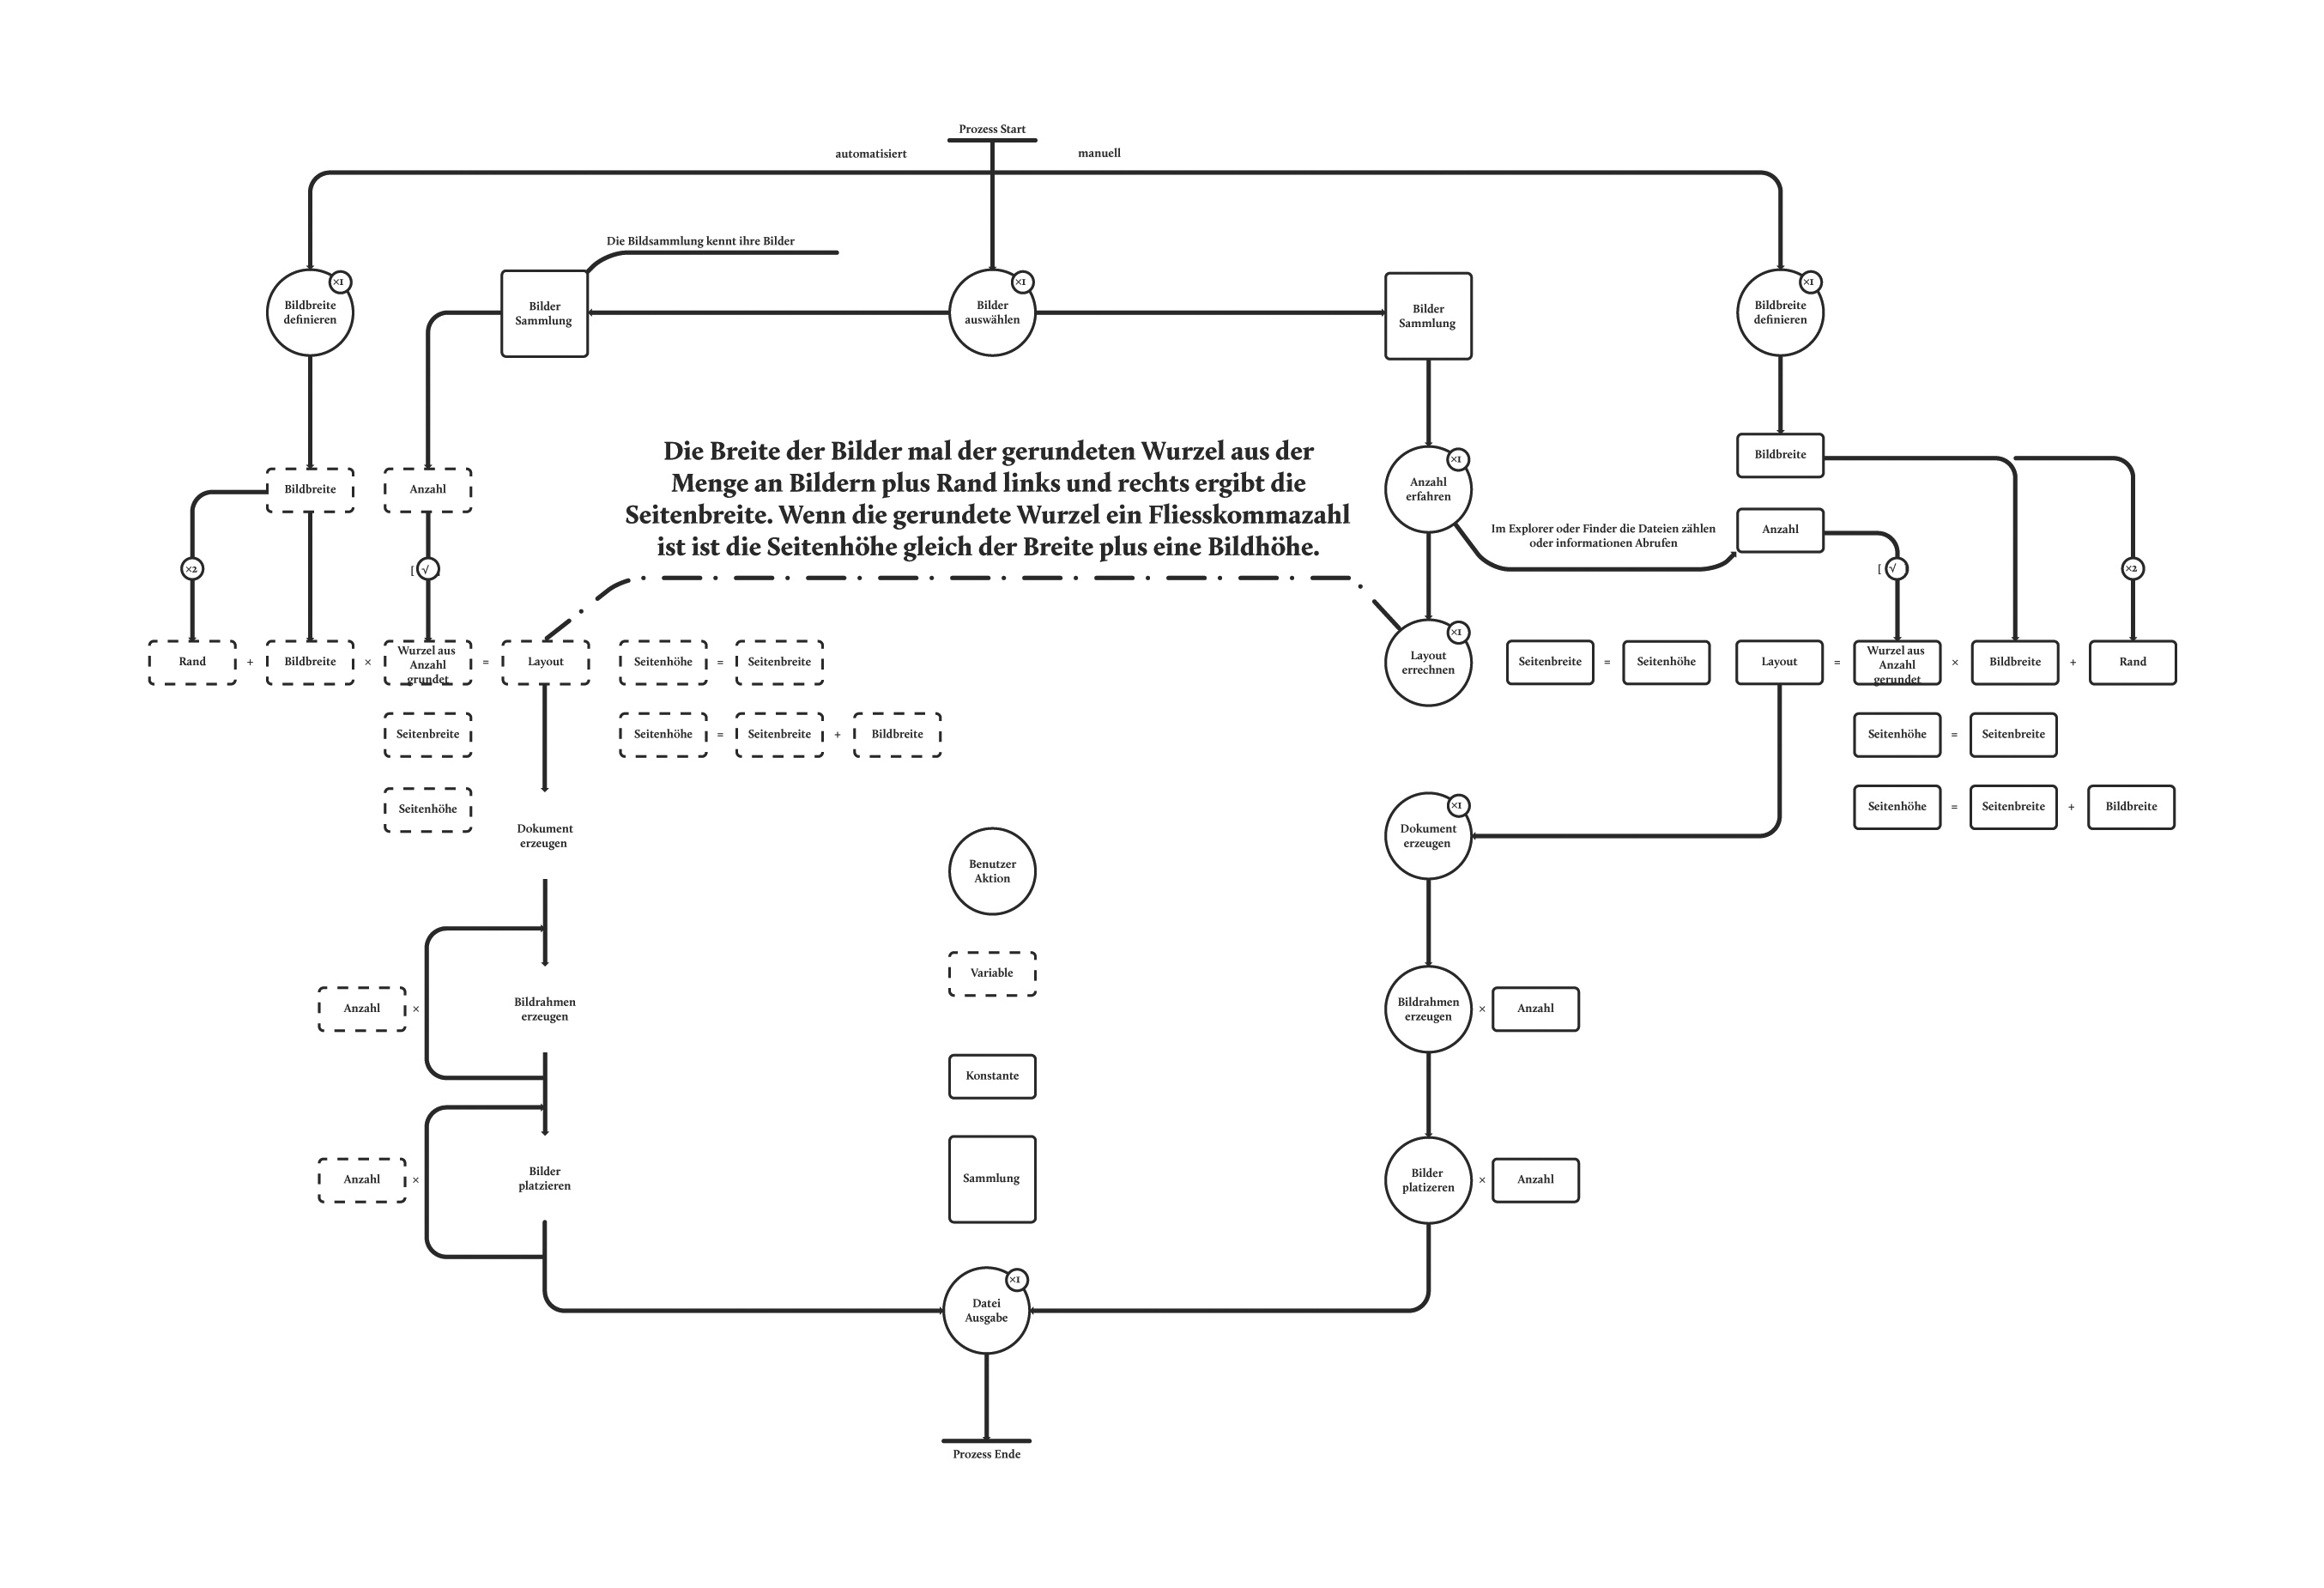 Prozess Start
automatisiert
manuell
Die Bildsammlung kennt ihre Bilder
×1
Bildbreite
definieren
Bilder
Sammlung
×1
Bilder
auswählen
Bilder
Sammlung
×1
Bildbreite
definieren
Die Breite der Bilder mal der gerundeten Wurzel aus der
Menge an Bildern plus Rand links und rechts ergibt die
Seitenbreite. Wenn die gerundete Wurzel ein Fliesskommazahl
ist ist die Seitenhöhe gleich der Breite plus eine Bildhöhe.
Bildbreite
Anzahl
×1
Anzahl
erfahren
Bildbreite
Im Explorer oder Finder die Dateien zählen
oder informationen Abrufen
Anzahl
×2
[ √
[ √
×2
Rand + Bildbreite × Wurzel aus
Anzahl
grundet
= Layout
Seitenhöhe = Seitenbreite
×1
Layout
errechnen
Seitenbreite = Seitenhöhe
Layout = Wurzel aus
Anzahl
gerundet
× Bildbreite + Rand
Seitenbreite
Seitenhöhe = Seitenbreite + Bildbreite
Seitenhöhe = Seitenbreite
Seitenhöhe
Seitenhöhe = Seitenbreite + Bildbreite
Dokument
erzeugen
×1
Dokument
erzeugen
Benutzer
Aktion
Variable
Anzahl ×
Bildrahmen
erzeugen
Bildrahmen
erzeugen
× Anzahl
Konstante
Anzahl ×
Bilder
platzieren
Sammlung
Bilder
platizeren
× Anzahl
×1
Datei
Ausgabe
Prozess Ende